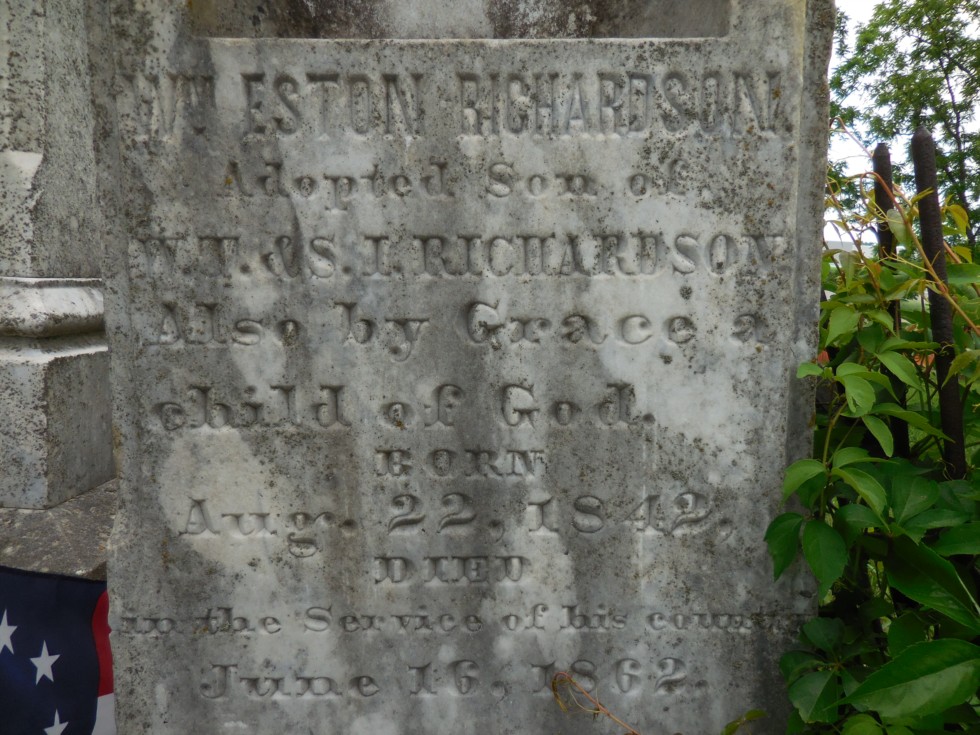 Wm ESTON RICHARDSON
Adopted Son of
W.T. & S.I. RICHARDSON
Also by Grace a
child of God.
BORN
Aug. 22, 1842,
DIED
in the Service of his country
June 16, 1862.